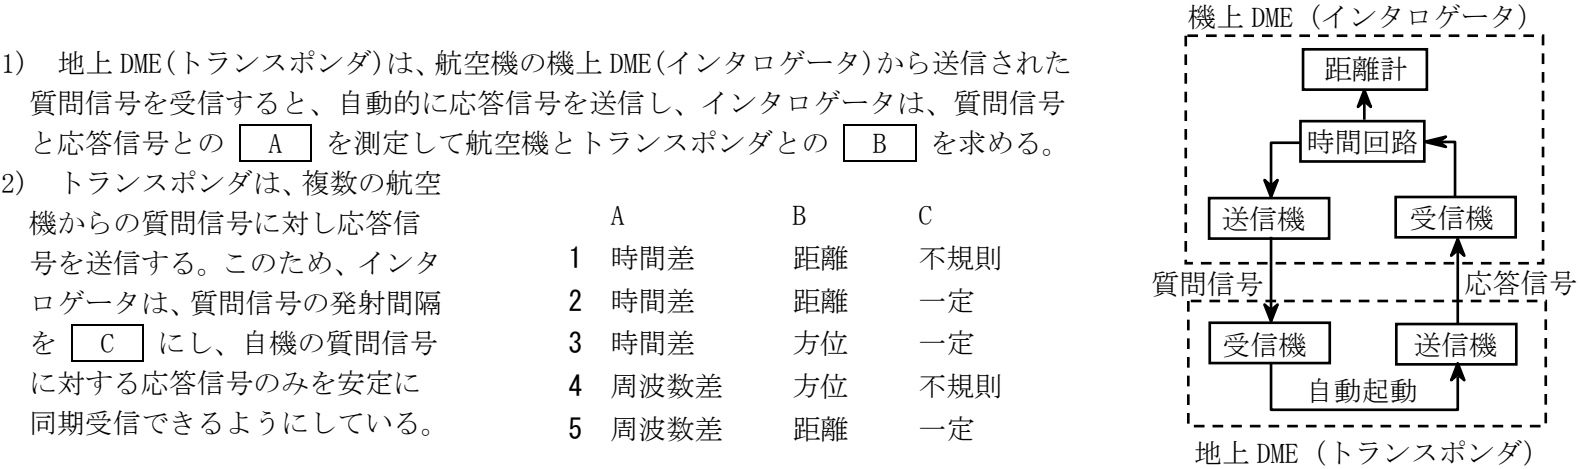 1) 地上 DME(トランスポンダ)は、航空機の機上 DME(インタロゲータ)から送信された
質問信号を受信すると、自動的に応答信号を送信し、インタロゲータは、質問信号
と応答信号との A を測定して航空機とトランスポンダとの B を求める。
2) トランスポンダは、複数の航空
機からの質問信号に対し応答信
号を送信する。このため、インタ
ロゲータは、質問信号の発射間隔
を C にし、自機の質問信号
に対する応答信号のみを安定に
同期受信できるようにしている。
A B C
1 時間差 距離 不規則
2 時間差 距離 一定
3 時間差 方位 一定
4 周波数差 方位 不規則
5 周波数差 距離 一定
機上 DME (インタロゲータ)
距離計
時間回路
送信機 受信機
質問信号 応答信号
受信機 送信機
自動起動
地上 DME (トランスポンダ)